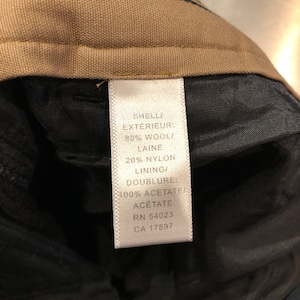 SHELL/
EXTÉRIEUR:
80% WOOL/
LAINE
20% NYLON
LINING/
DOUBLURE:
100% ACETATE/
ACÉTATE
RN 54023
CA 17897